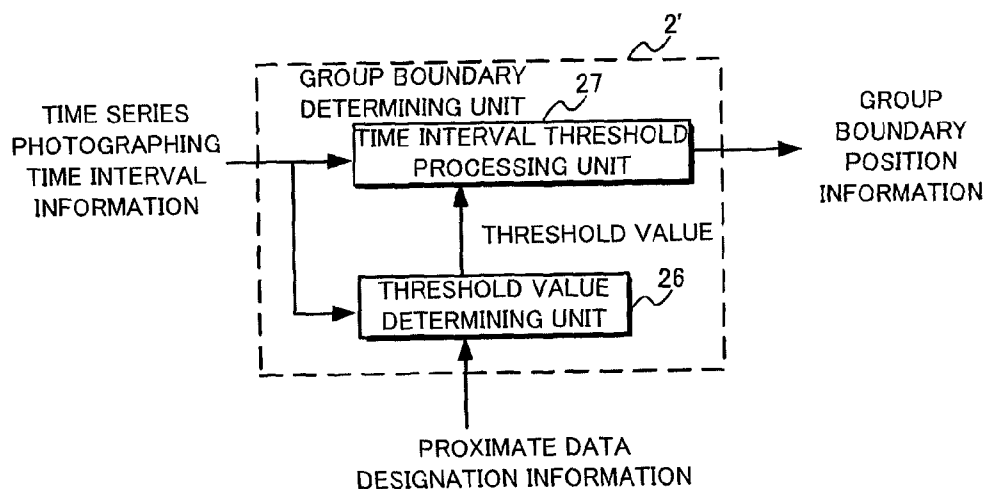 2'
GROUP BOUNDARY
DETERMINING UNIT
27
TIME SERIES
PHOTOGRAPHING
TIME INTERVAL
INFORMATION
TIME INTERVAL THRESHOLD
PROCESSING UNIT
GROUP
BOUNDARY
POSITION
INFORMATION
THRESHOLD VALUE
THRESHOLD VALUE
DETERMINING UNIT
26
PROXIMATE DATA
DESIGNATION INFORMATION